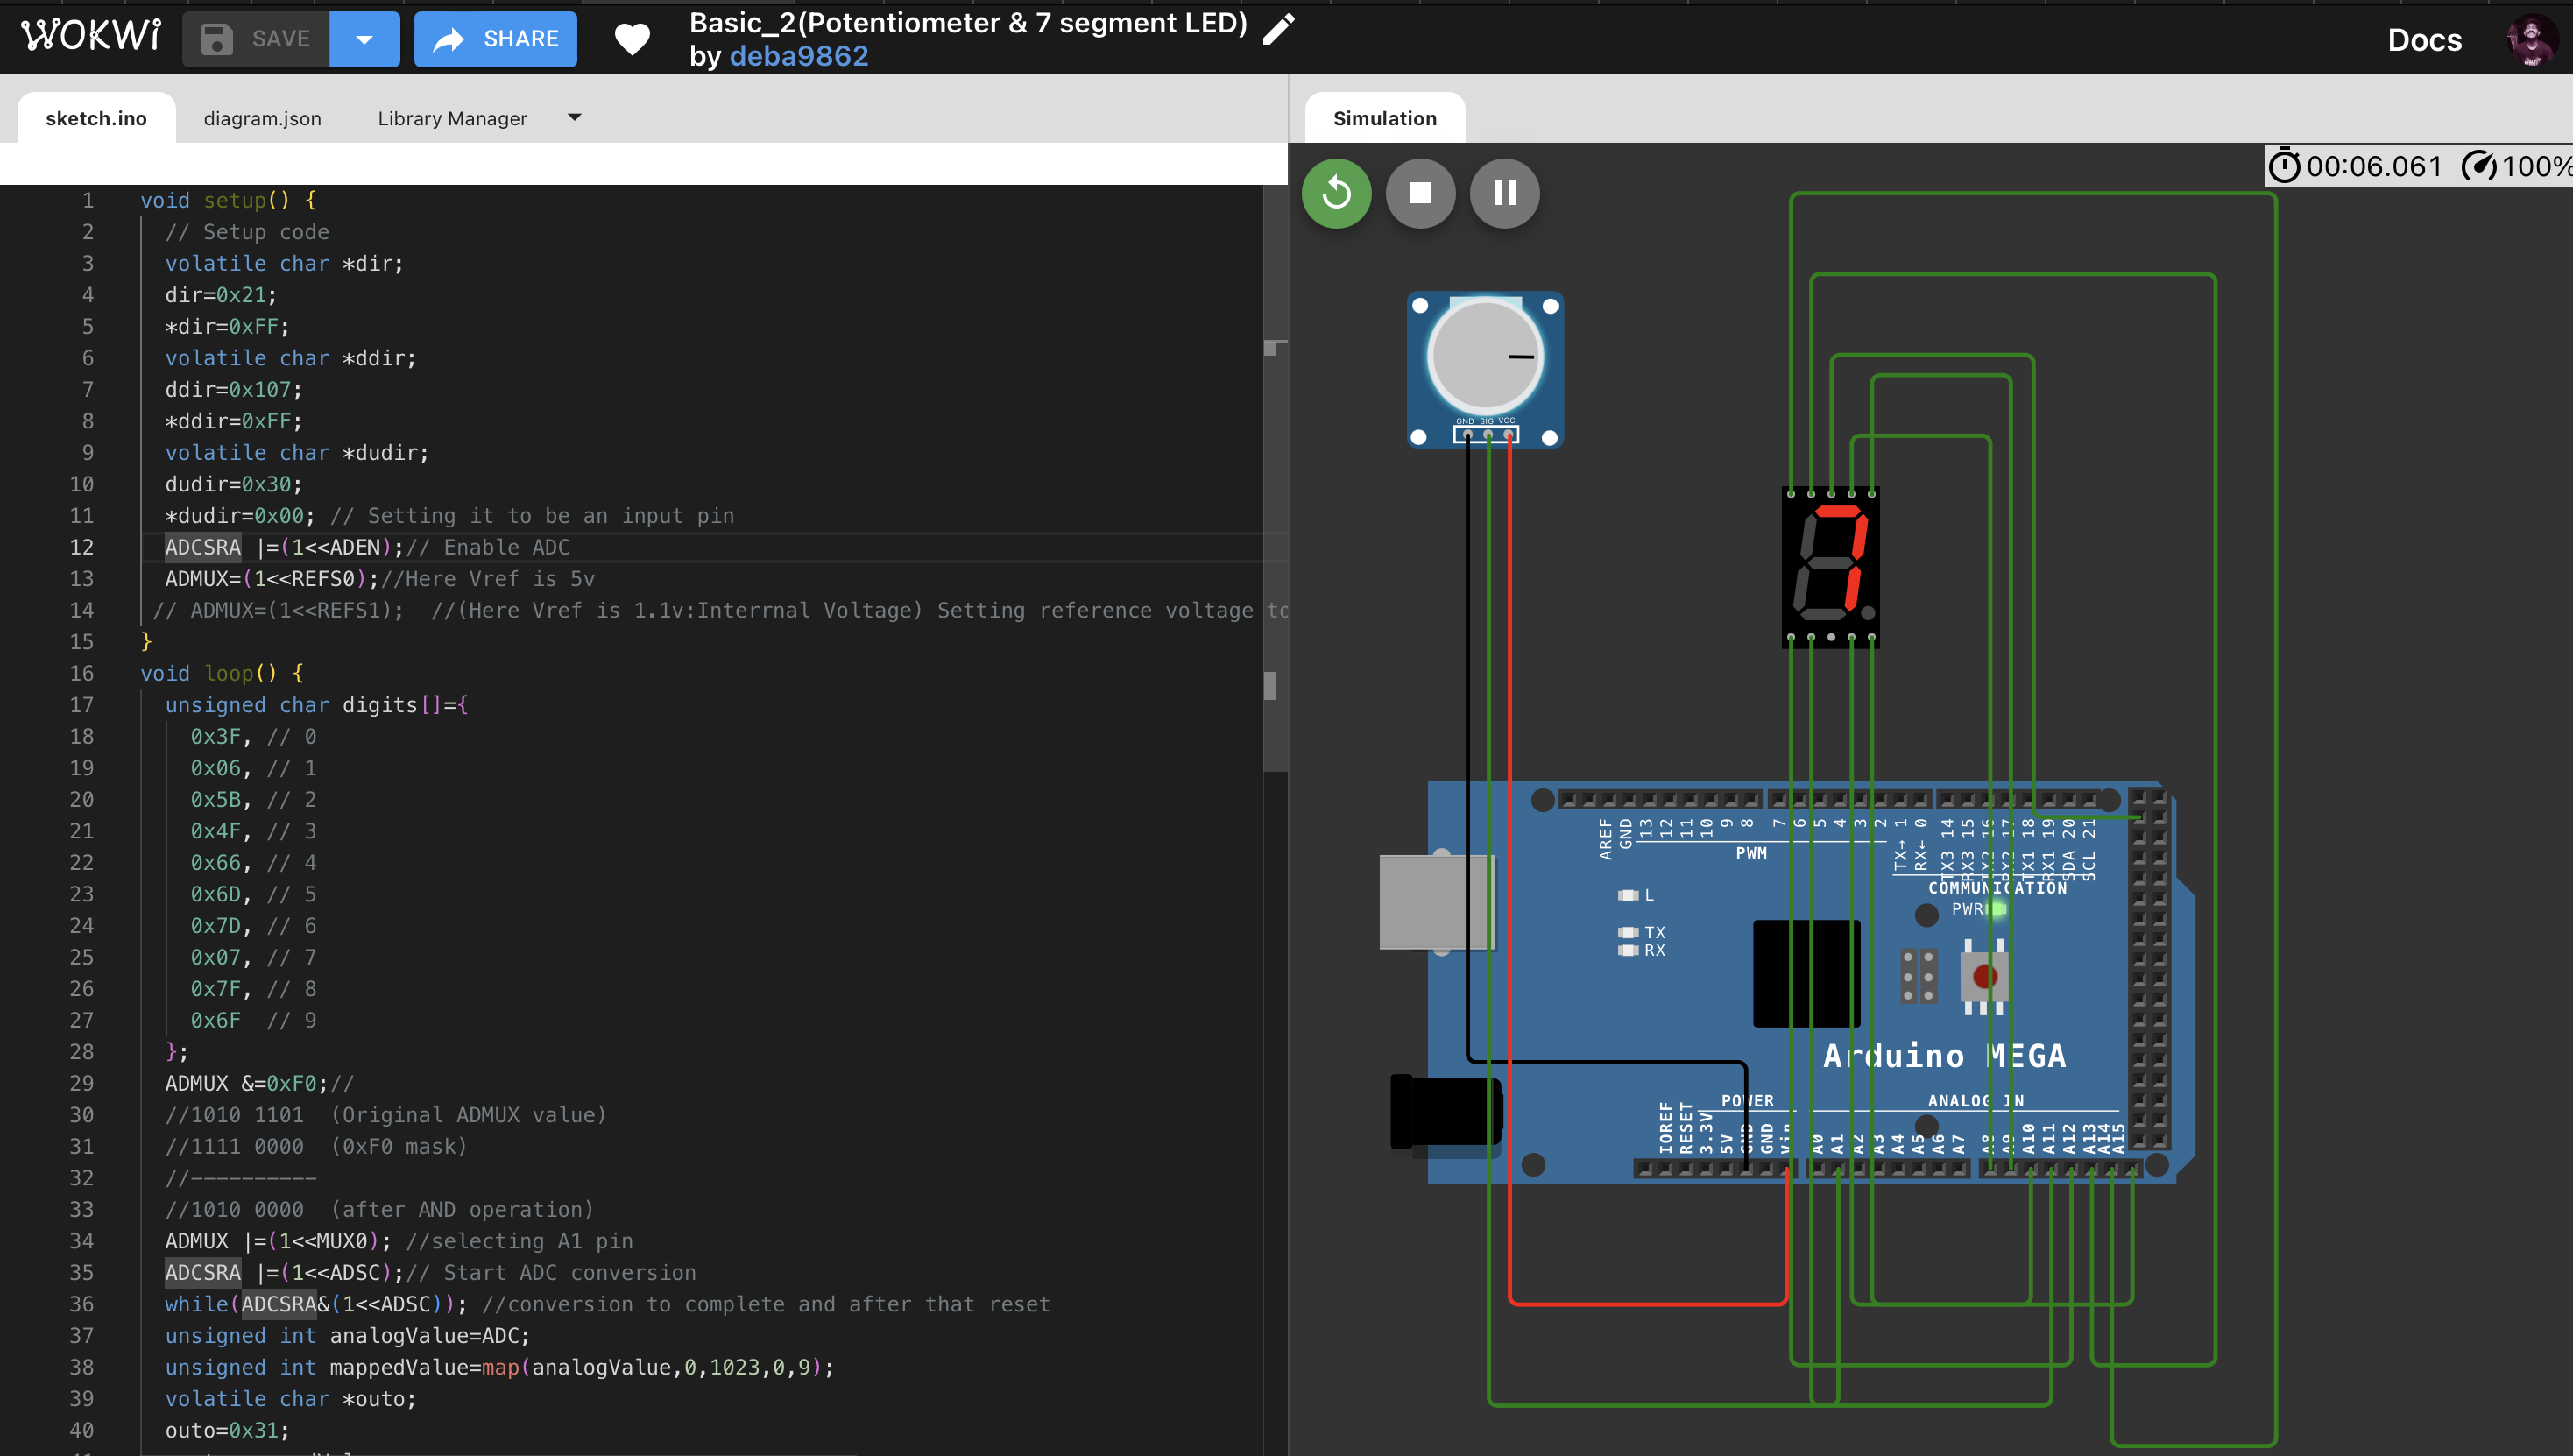 WOKWI
SAVE
SHARE
Basic_2(Potentiometer & 7 segment LED)
by deba9862
Docs
sketch.ino
diagram.json
Library Manager
Simulation
00:06.061
100%
1 void setup() {
2 // Setup code
3 volatile char *dir;
4 dir=0x21;
5 *dir=0xFF;
6 volatile char *ddir;
7 ddir=0x107;
8 *ddir=0xFF;
9 volatile char *dudir;
10 dudir=0x30;
11 *dudir=0x00; // Setting it to be an input pin
12 ADCSRA |=(1<<ADEN);// Enable ADC
13 ADMUX=(1<<REFS0);//Here Vref is 5v
14 // ADMUX=(1<<REFS1); //(Here Vref is 1.1v:Interrnal Voltage) Setting reference voltage to
15 }
16 void loop() {
17 unsigned char digits[]={
18 0x3F, // 0
19 0x06, // 1
20 0x5B, // 2
21 0x4F, // 3
22 0x66, // 4
23 0x6D, // 5
24 0x7D, // 6
25 0x07, // 7
26 0x7F, // 8
27 0x6F // 9
28 };
29 ADMUX &=0xF0;//
30 //1010 1101 (Original ADMUX value)
31 //1111 0000 (0xF0 mask)
32 //----------
33 //1010 0000 (after AND operation)
34 ADMUX |=(1<<MUX0); //selecting A1 pin
35 ADCSRA |=(1<<ADSC);// Start ADC conversion
36 while(ADCSRA&(1<<ADSC)); //conversion to complete and after that reset
37 unsigned int analogValue=ADC;
38 unsigned int mappedValue=map(analogValue,0,1023,0,9);
39 volatile char *outo;
40 outo=0x31;
GND SIG VCC
7
AREF GND 13 12 11 10 9 8 7 6 5 4 3 2 TX→ 1 RX← 0 TX3 14 RX3 15 TX2 16 RX2 17 TX1 18 RX1 19 SDA 20 SCL 21
PWM
COMMUNICATION
L
PWR
TX
RX
Arduino MEGA
POWER
ANALOG IN
IOREF RESET 3.3V 5V GND GND Vin A0 A1 A2 A3 A4 A5 A6 A7 A8 A9 A10 A11 A12 A13 A14 A15